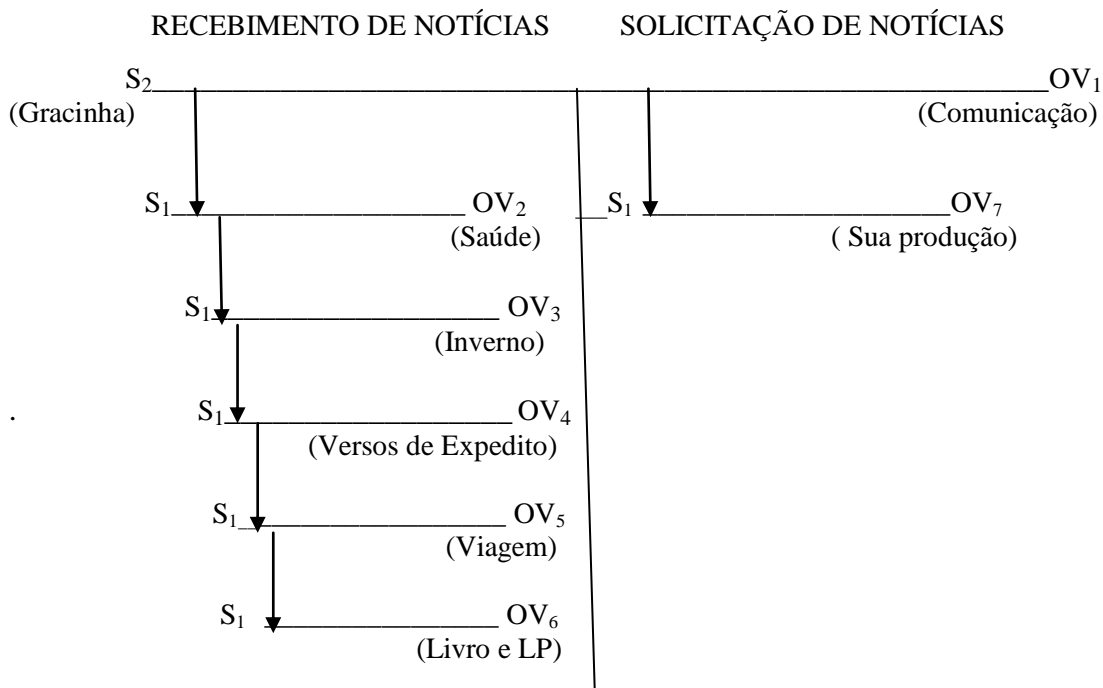 RECEBIMENTO DE NOTÍCIAS SOLICITAÇÃO DE NOTÍCIAS
S2 OV1
(Gracinha) (Comunicação)
S1 OV2 S1 OV7
(Saúde) ( Sua produção)
S1 OV3
(Inverno)
. S1 OV4
(Versos de Expedito)
S1 OV5
(Viagem)
S1 OV6
(Livro e LP)